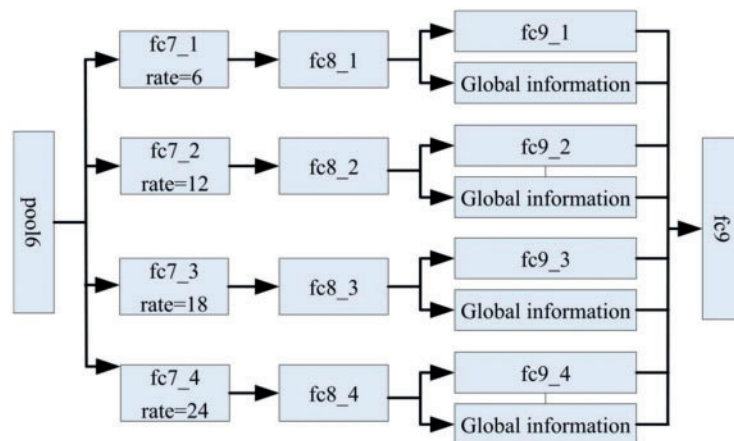 pool6
fc7_1
rate=6
fc8_1
fc9_1
Global information
fc7_2
rate=12
fc8_2
fc9_2
Global information
fc7_3
rate=18
fc8_3
fc9_3
Global information
fc7_4
rate=24
fc8_4
fc9_4
Global information
fc9